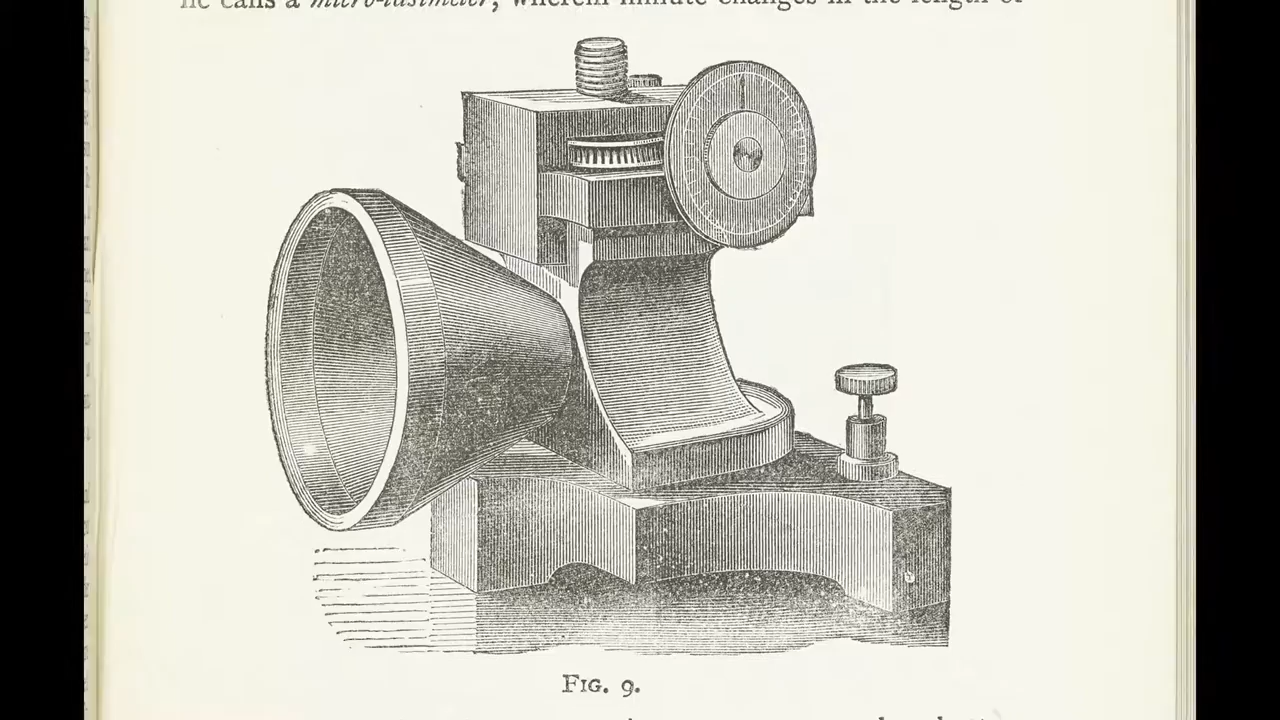 he calls a micro-tasimeter, wherein minute changes in the length of
FIG. 9.